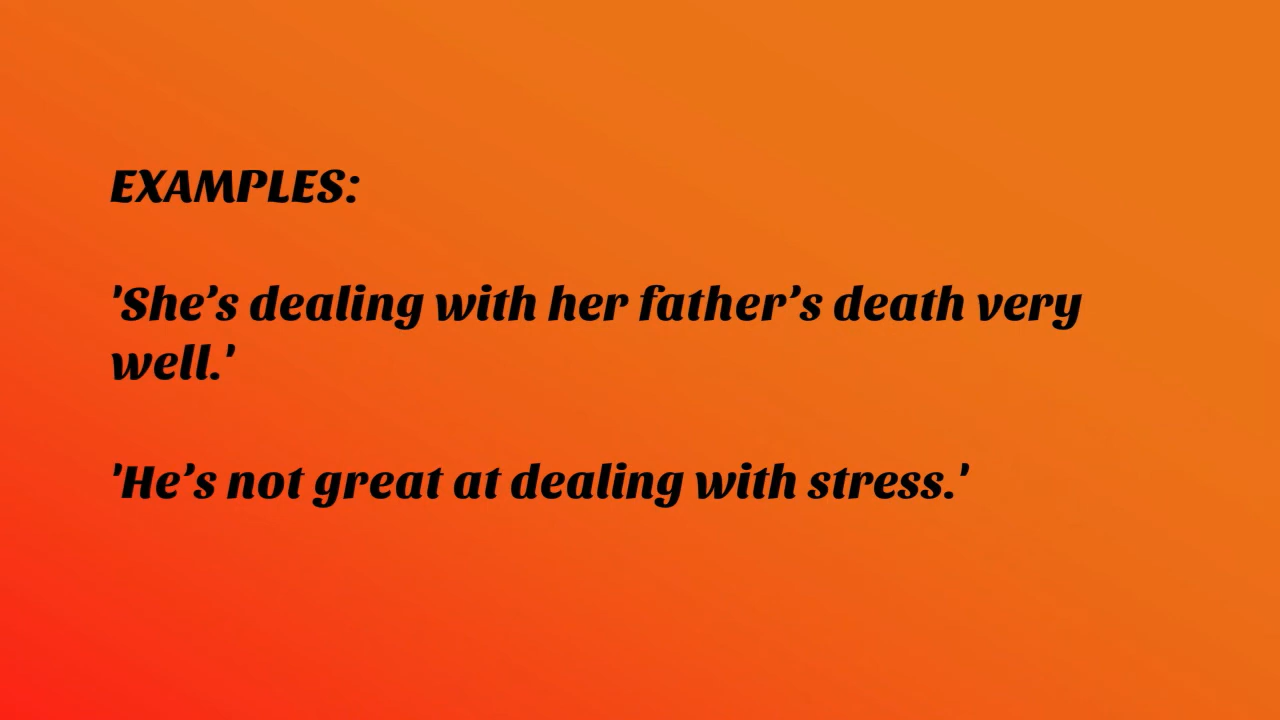 EXAMPLES:
'She’s dealing with her father’s death very
well.'
'He’s not great at dealing with stress.'